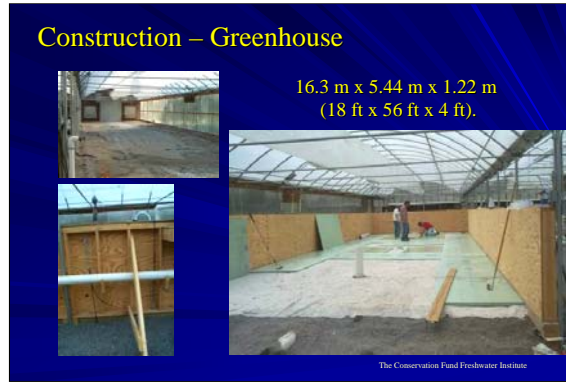 Construction – Greenhouse
16.3 m x 5.44 m x 1.22 m
(18 ft x 56 ft x 4 ft).
The Conservation Fund Freshwater Institute